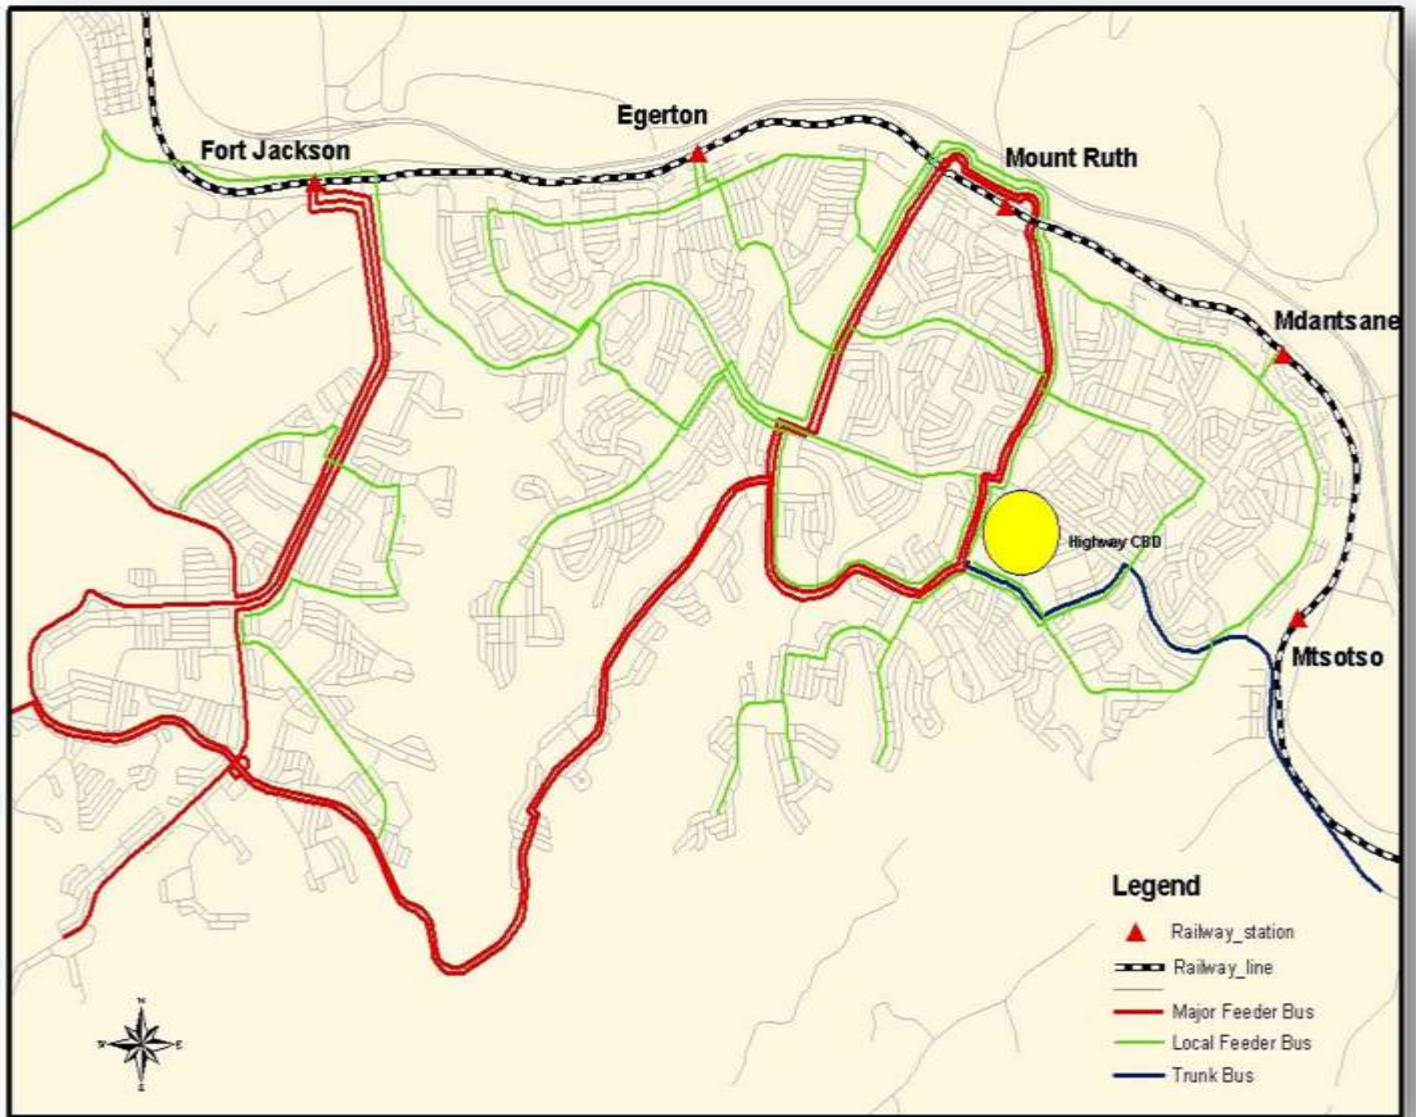 Egerton
Fort Jackson
Mount Ruth
Mdantsane
Highway CBD
Mtsotso
Legend
Railway_station
Railway_line
Major Feeder Bus
Local Feeder Bus
Trunk Bus
N
E